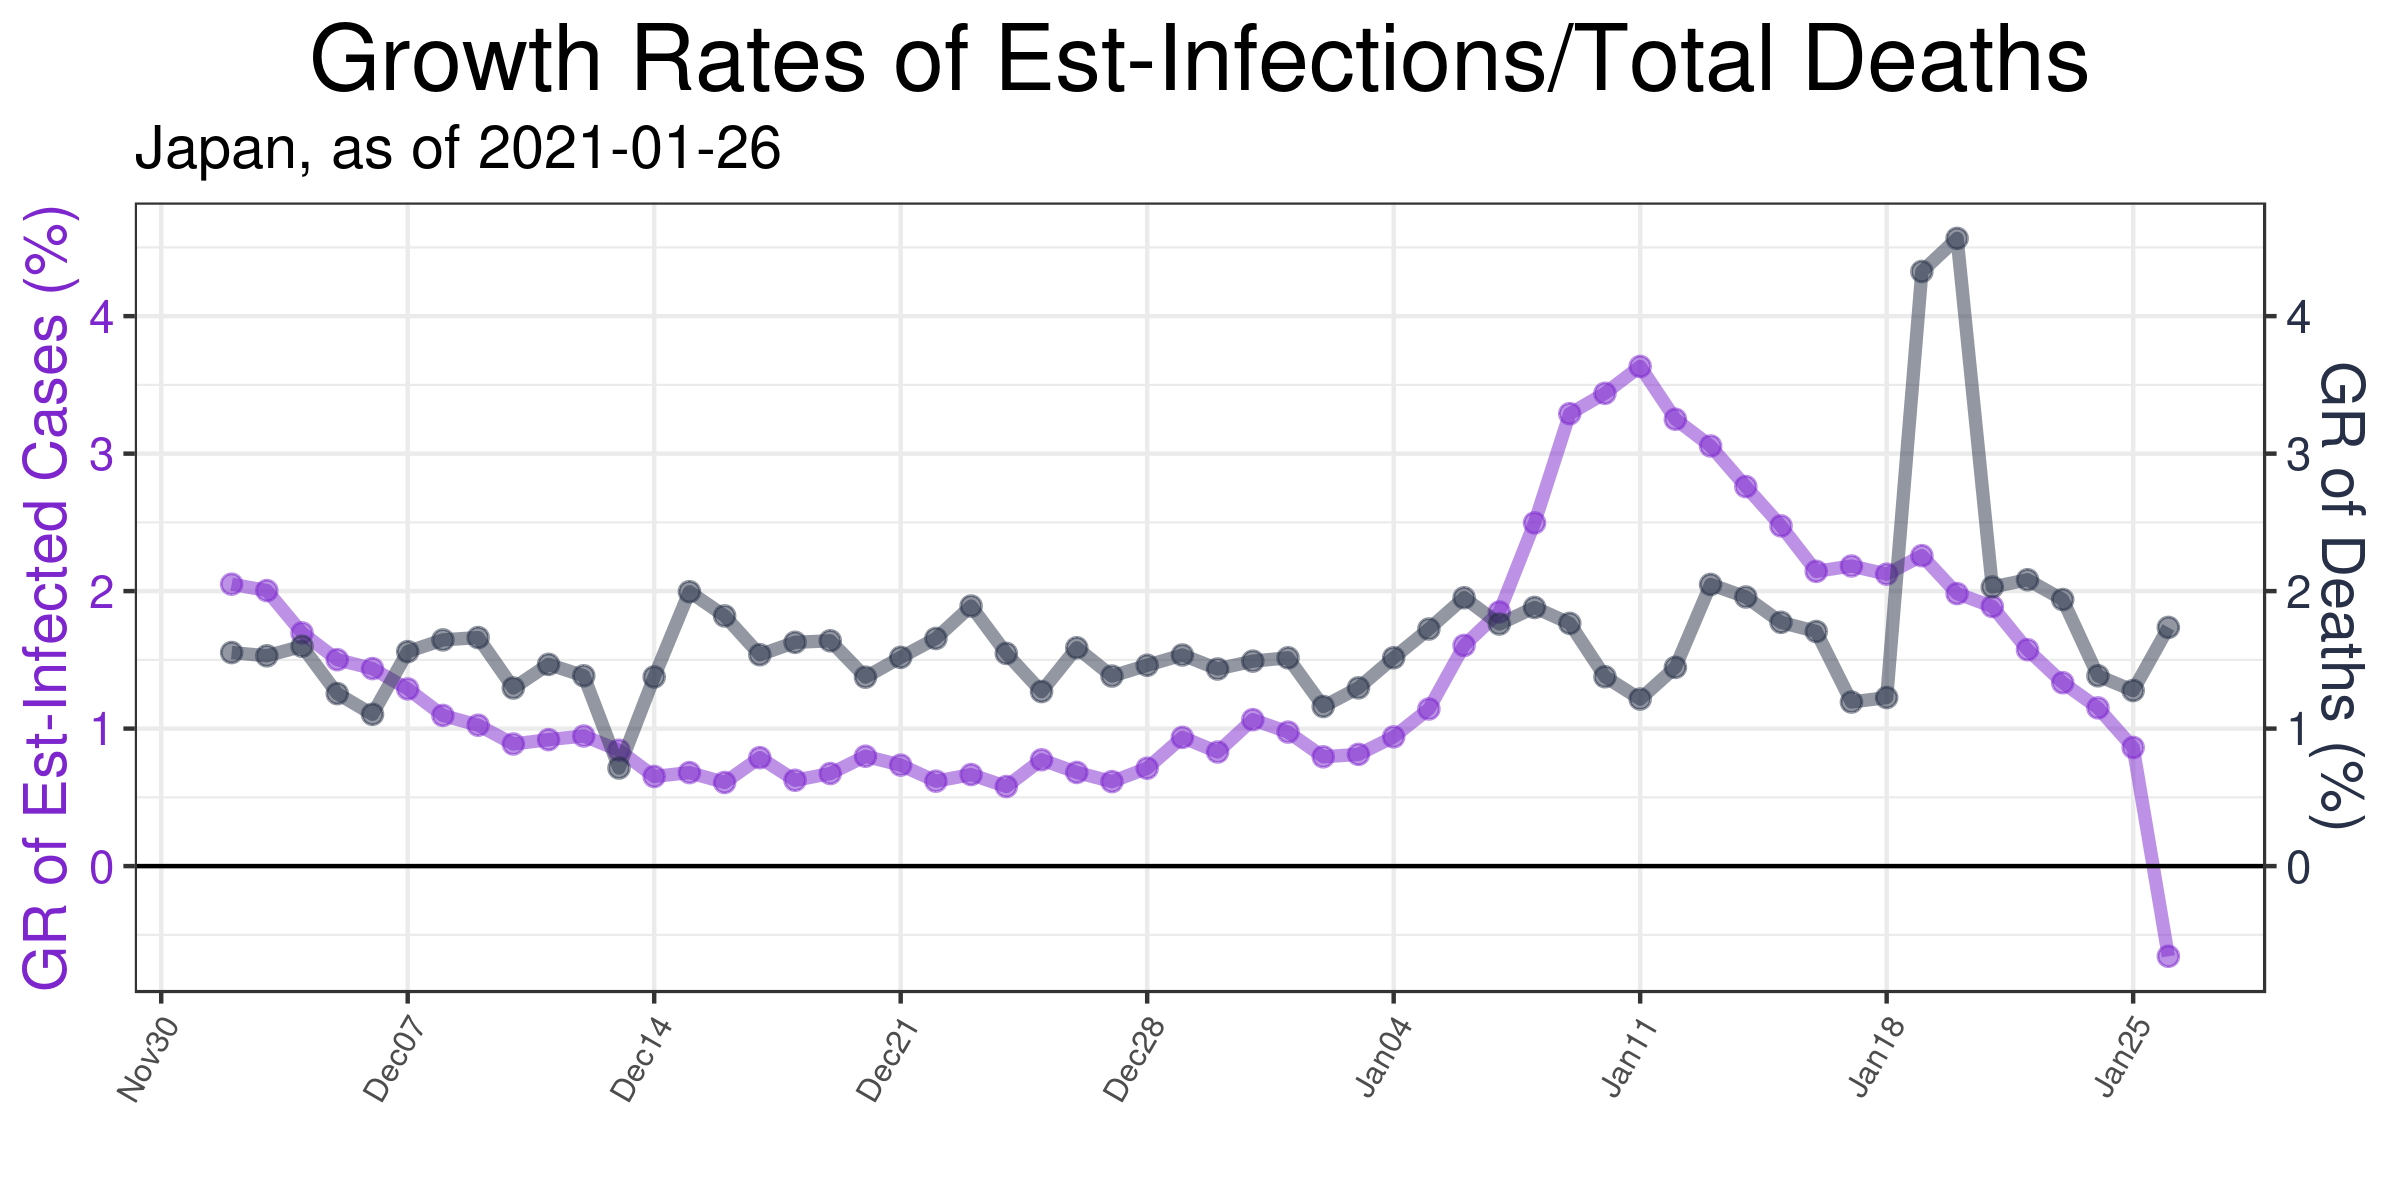 Growth Rates of Est-Infections/Total Deaths
Japan, as of 2021-01-26
GR of Est-Infected Cases (%)
4
3
2
1
0
4
3
2
1
0
GR of Deaths (%)
Nov30
Dec07
Dec14
Dec21
Dec28
Jan04
Jan11
Jan18
Jan25